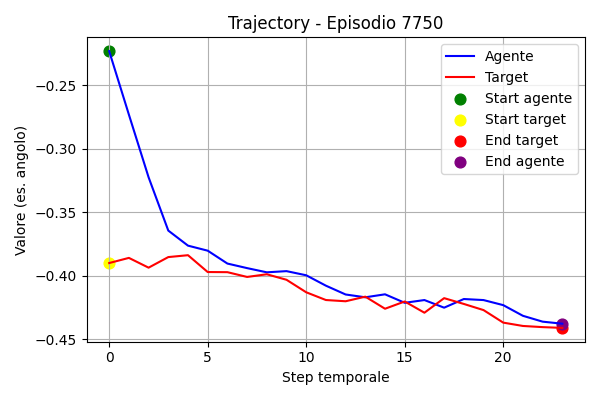 Trajectory - Episodio 7750
Agente
Target
Start agente
Start target
End target
End agente
Valore (es. angolo)
−0.25
−0.30
−0.35
−0.40
−0.45
0
5
10
15
20
Step temporale